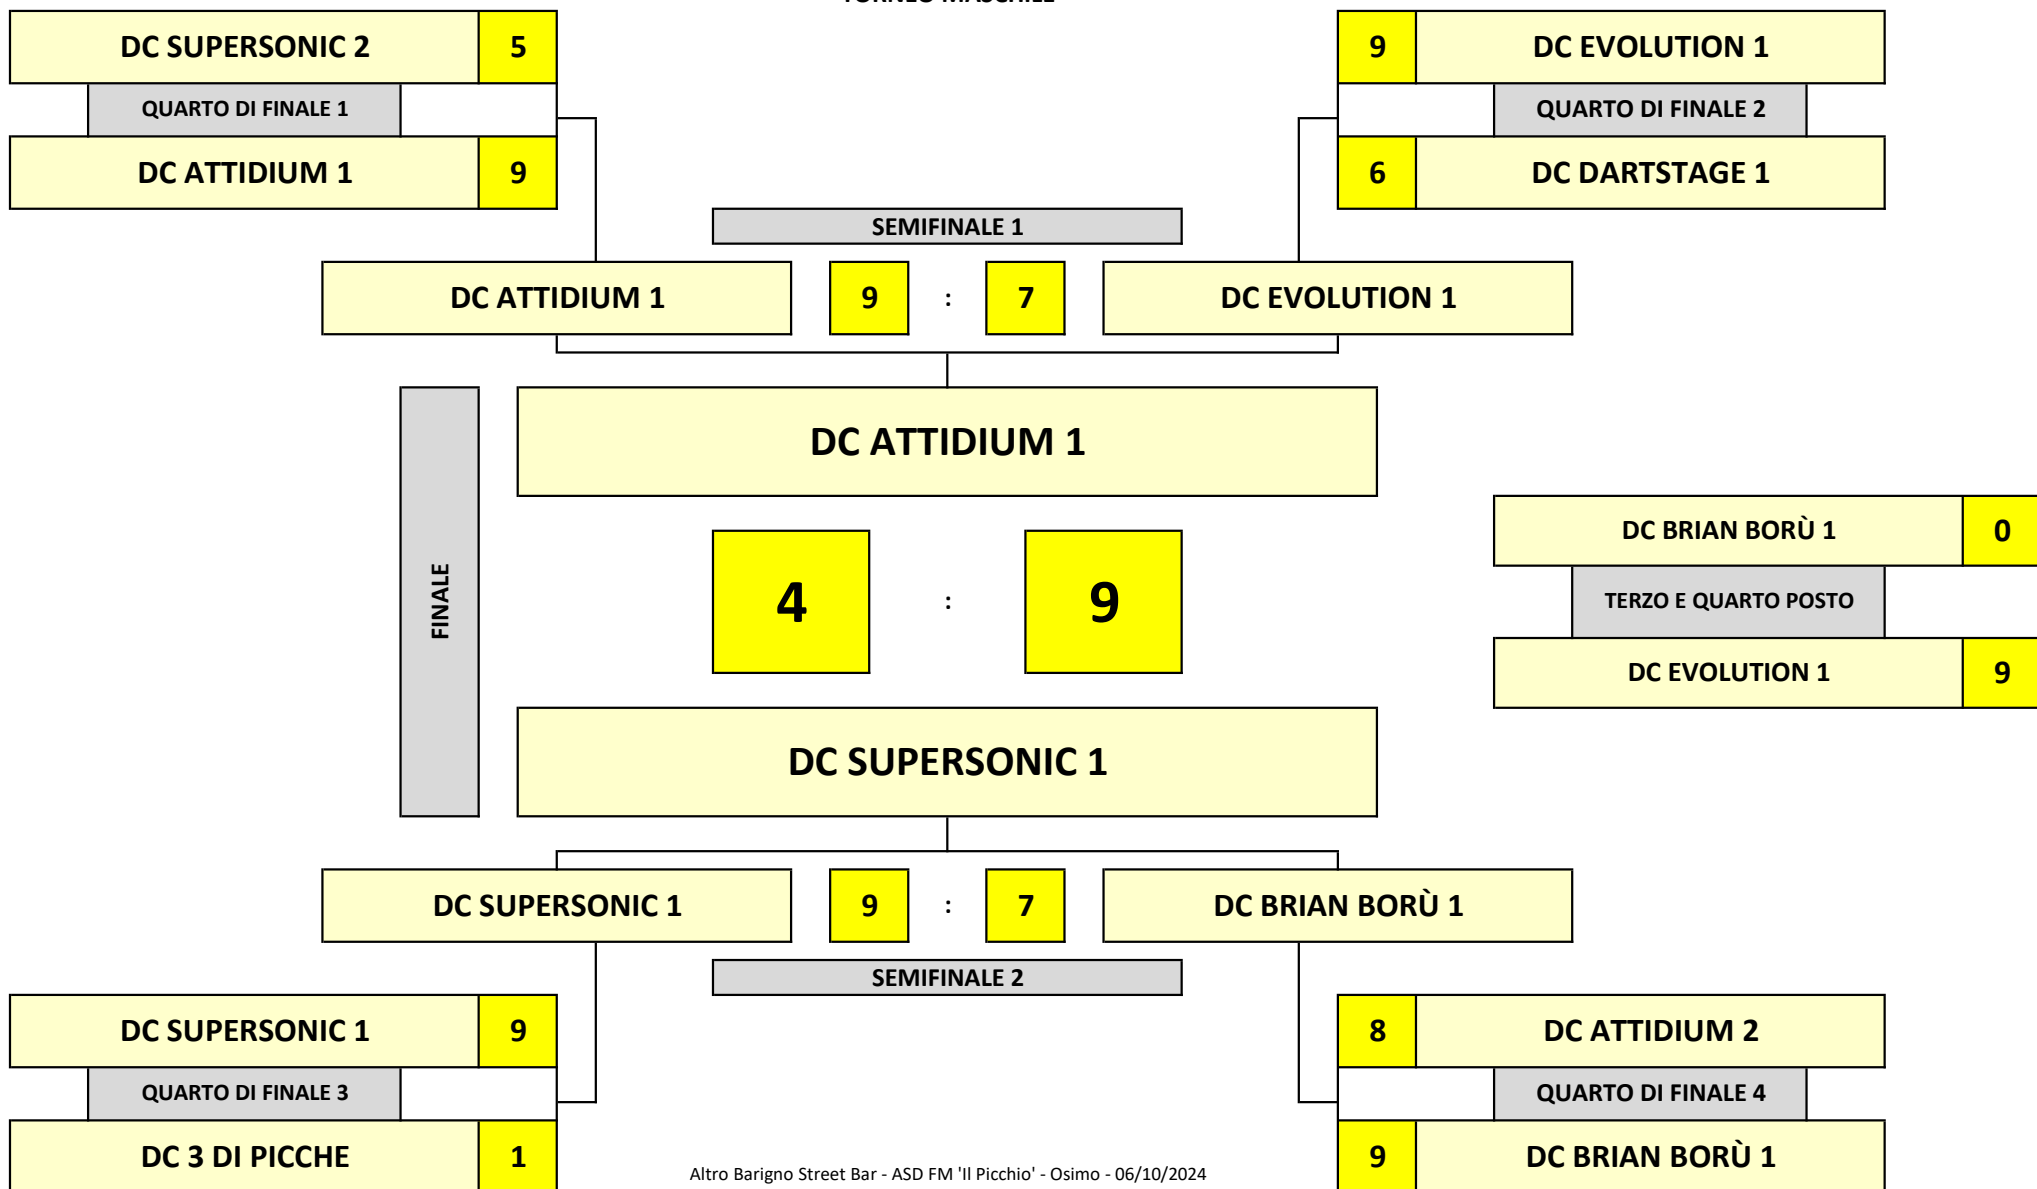 TORNEO MASCHILE
DC SUPERSONIC 2 5
9 DC EVOLUTION 1
QUARTO DI FINALE 1
QUARTO DI FINALE 2
DC ATTIDIUM 1 9
6 DC DARTSTAGE 1
SEMIFINALE 1
DC ATTIDIUM 1 9 : 7 DC EVOLUTION 1
DC ATTIDIUM 1
DC BRIAN BORÙ 1 0
FINALE
4 : 9
TERZO E QUARTO POSTO
DC EVOLUTION 1 9
DC SUPERSONIC 1
DC SUPERSONIC 1 9 : 7 DC BRIAN BORÙ 1
SEMIFINALE 2
DC SUPERSONIC 1 9
8 DC ATTIDIUM 2
QUARTO DI FINALE 3
QUARTO DI FINALE 4
DC 3 DI PICCHE 1
9 DC BRIAN BORÙ 1
Altro Barigno Street Bar - ASD FM 'Il Picchio' - Osimo - 06/10/2024